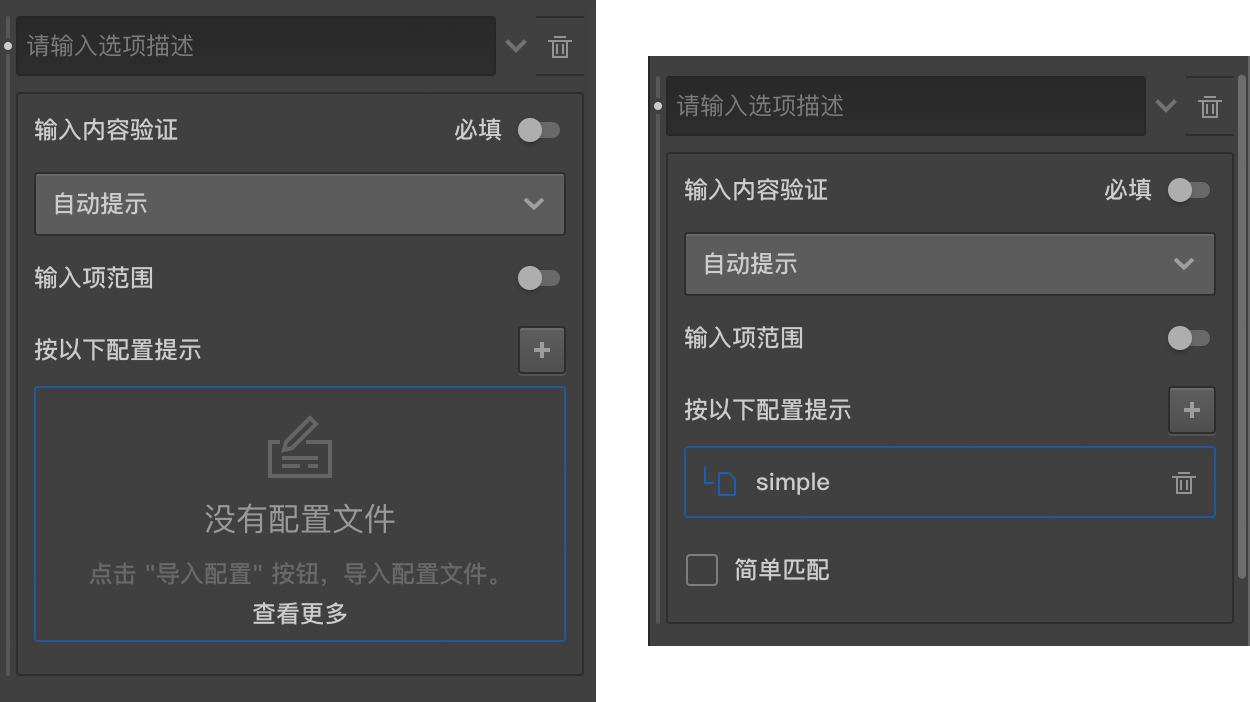 请输入选项描述
输入内容验证
必填
自动提示
输入项范围
按以下配置提示
没有配置文件
点击 "导入配置" 按钮，导入配置文件。
查看更多
请输入选项描述
输入内容验证
必填
自动提示
输入项范围
按以下配置提示
simple
简单匹配